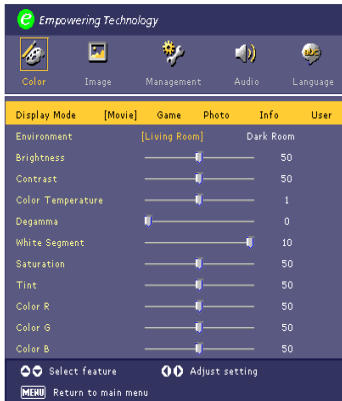 e Empowering Technology
Color Image Management Audio Language
Display Mode [Movie] Game Photo Info User
Environment [Living Room] Dark Room
Brightness 50
Contrast 50
Color Temperature 1
Degamma 0
White Segment 10
Saturation 50
Tint 50
Color R 50
Color G 50
Color B 50
Select feature Adjust setting
MENU Return to main menu